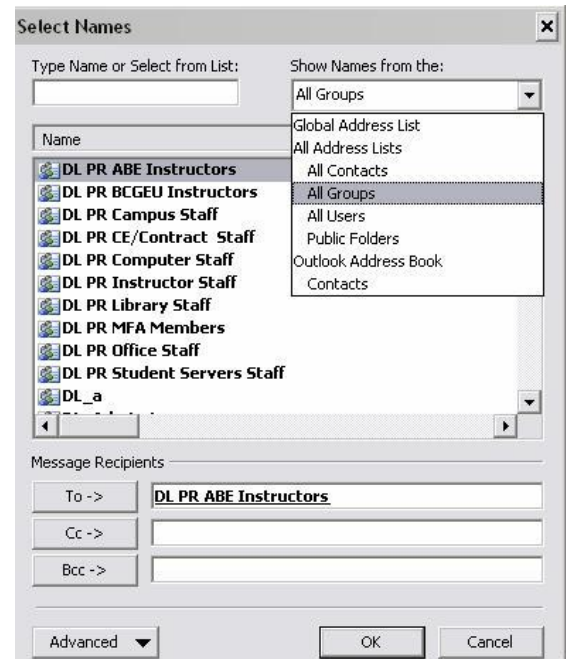 Select Names
Type Name or Select from List:
Show Names from the:
All Groups
Name
Global Address List
All Address Lists
All Contacts
All Groups
All Users
Public Folders
Outlook Address Book
Contacts
DL PR ABE Instructors
DL PR BCGEU Instructors
DL PR Campus Staff
DL PR CE/Contract Staff
DL PR Computer Staff
DL PR Instructor Staff
DL PR Library Staff
DL PR MFA Members
DL PR Office Staff
DL PR Student Servers Staff
DL_a
Message Recipients
To -> DL PR ABE Instructors
Cc ->
Bcc ->
Advanced
OK
Cancel